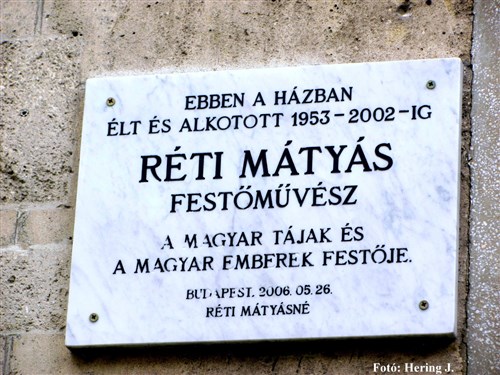 EBBEN A HÁZBAN
ÉLT ÉS ALKOTOTT 1953-2002-IG
RÉTI MÁTYÁS
FESTŐMŰVÉSZ
A MAGYAR TÁJAK ÉS
A MAGYAR EMBEREK FESTŐJE.
BUDAPEST, 2006.05.26.
RÉTI MÁTYÁSNÉ
Fotó: Hering J.